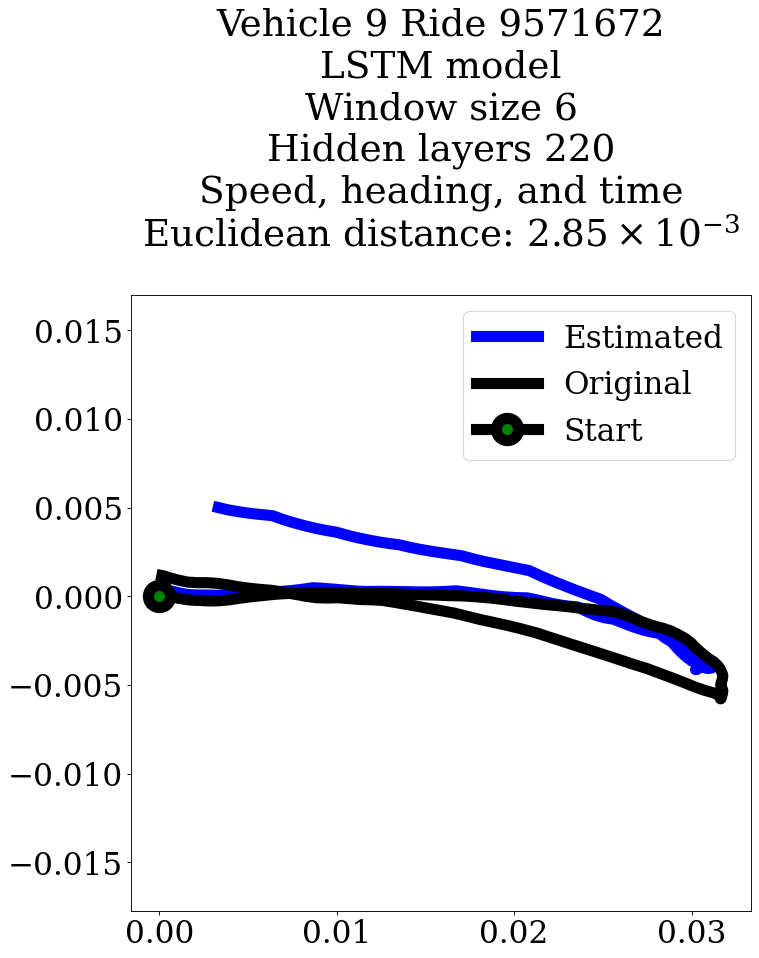 Vehicle 9 Ride 9571672
LSTM model
Window size 6
Hidden layers 220
Speed, heading, and time
Euclidean distance: 2.85 × 10⁻³
Estimated
Original
Start
0.015
0.010
0.005
0.000
−0.005
−0.010
−0.015
0.00 0.01 0.02 0.03